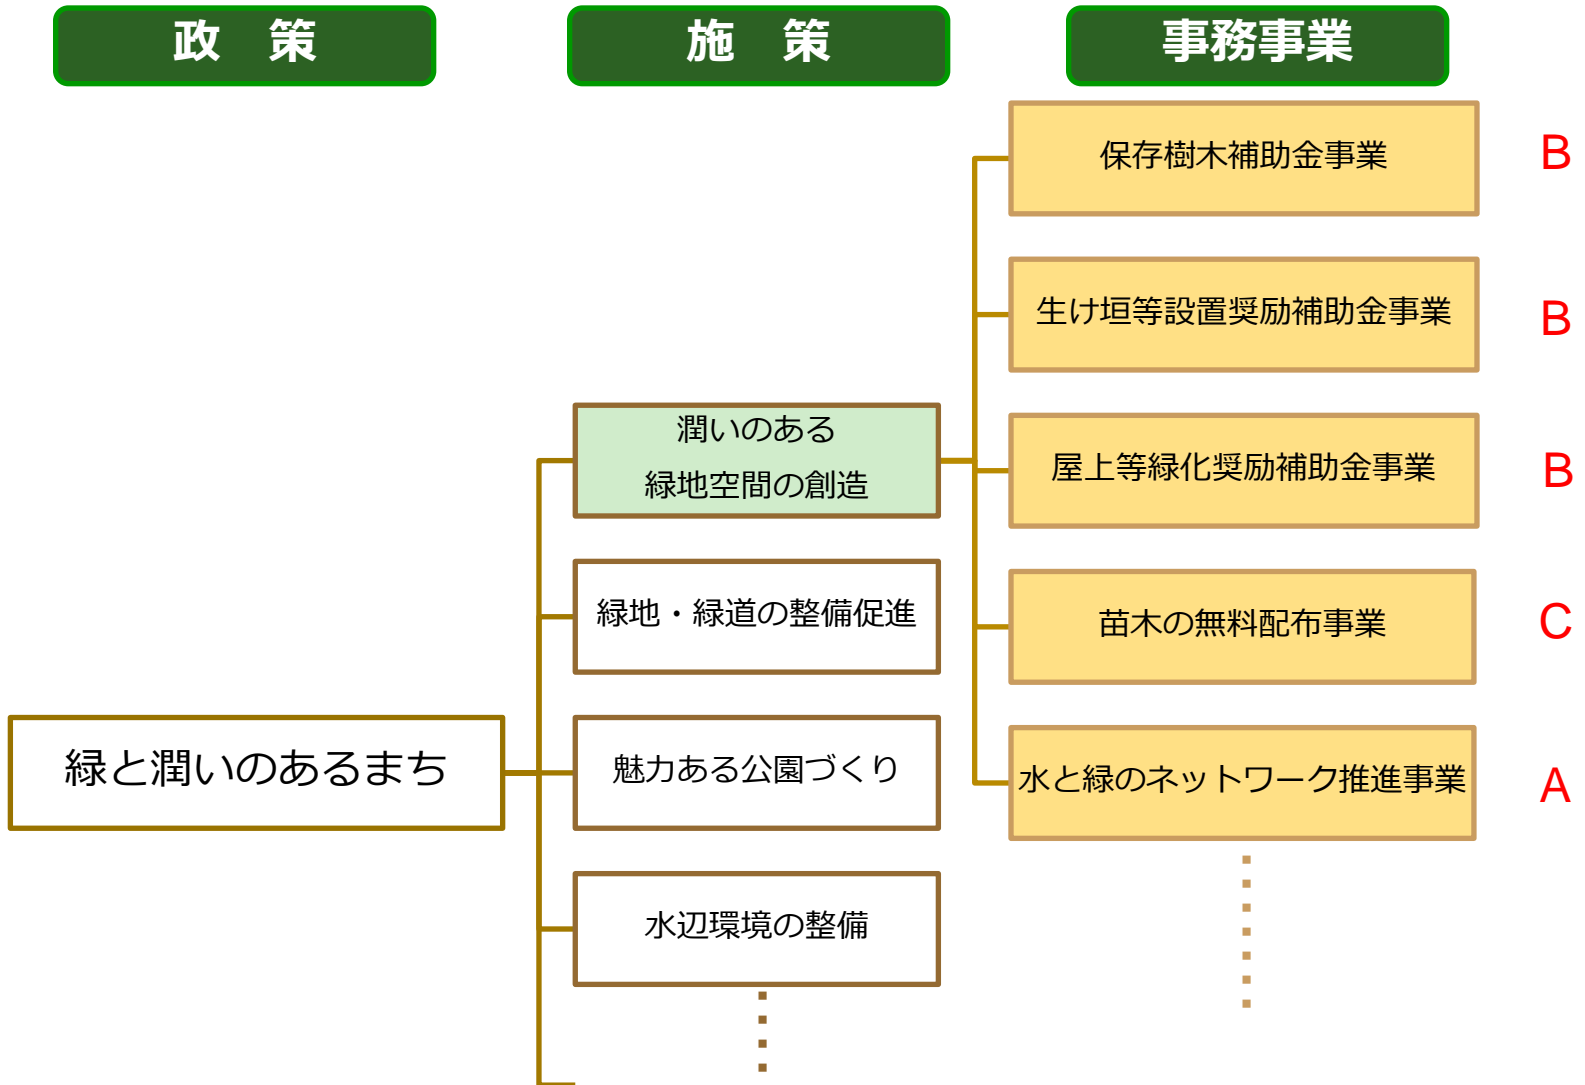 政　策
施　策
事務事業
保存樹木補助金事業
B
生け垣等設置奨励補助金事業
B
潤いのある
緑地空間の創造
屋上等緑化奨励補助金事業
B
緑地・緑道の整備促進
苗木の無料配布事業
C
緑と潤いのあるまち
魅力ある公園づくり
水と緑のネットワーク推進事業
A
水辺環境の整備